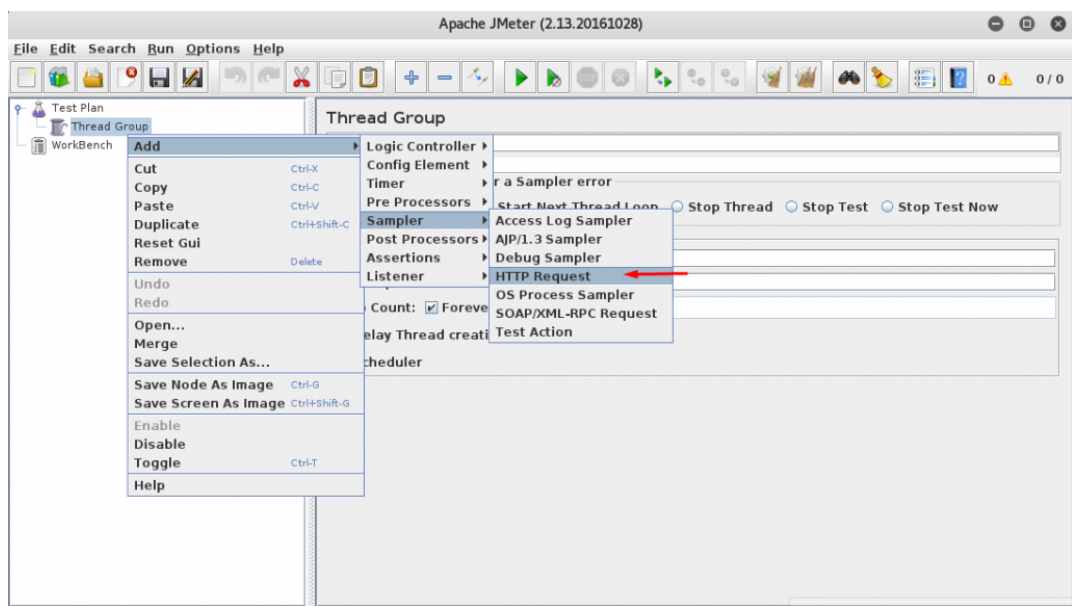 Apache JMeter (2.13.20161028)
File Edit Search Run Options Help
0 0 / 0
Test Plan
Thread Group
WorkBench
Thread Group
Add
Cut Ctrl-X
Copy Ctrl-C
Paste Ctrl-V
Duplicate Ctrl+Shift-C
Reset Gui
Remove Delete
Undo
Redo
Open...
Merge
Save Selection As...
Save Node As Image Ctrl-G
Save Screen As Image Ctrl+Shift-G
Enable
Disable
Toggle Ctrl-T
Help
Logic Controller
Config Element
Timer
Pre Processors
Sampler
Post Processors
Assertions
Listener
r a Sampler error
Start Next Thread Loop Stop Thread Stop Test Stop Test Now
Access Log Sampler
AJP/1.3 Sampler
Debug Sampler
HTTP Request
OS Process Sampler
SOAP/XML-RPC Request
Test Action
Count: Foreve
elay Thread creati
cheduler